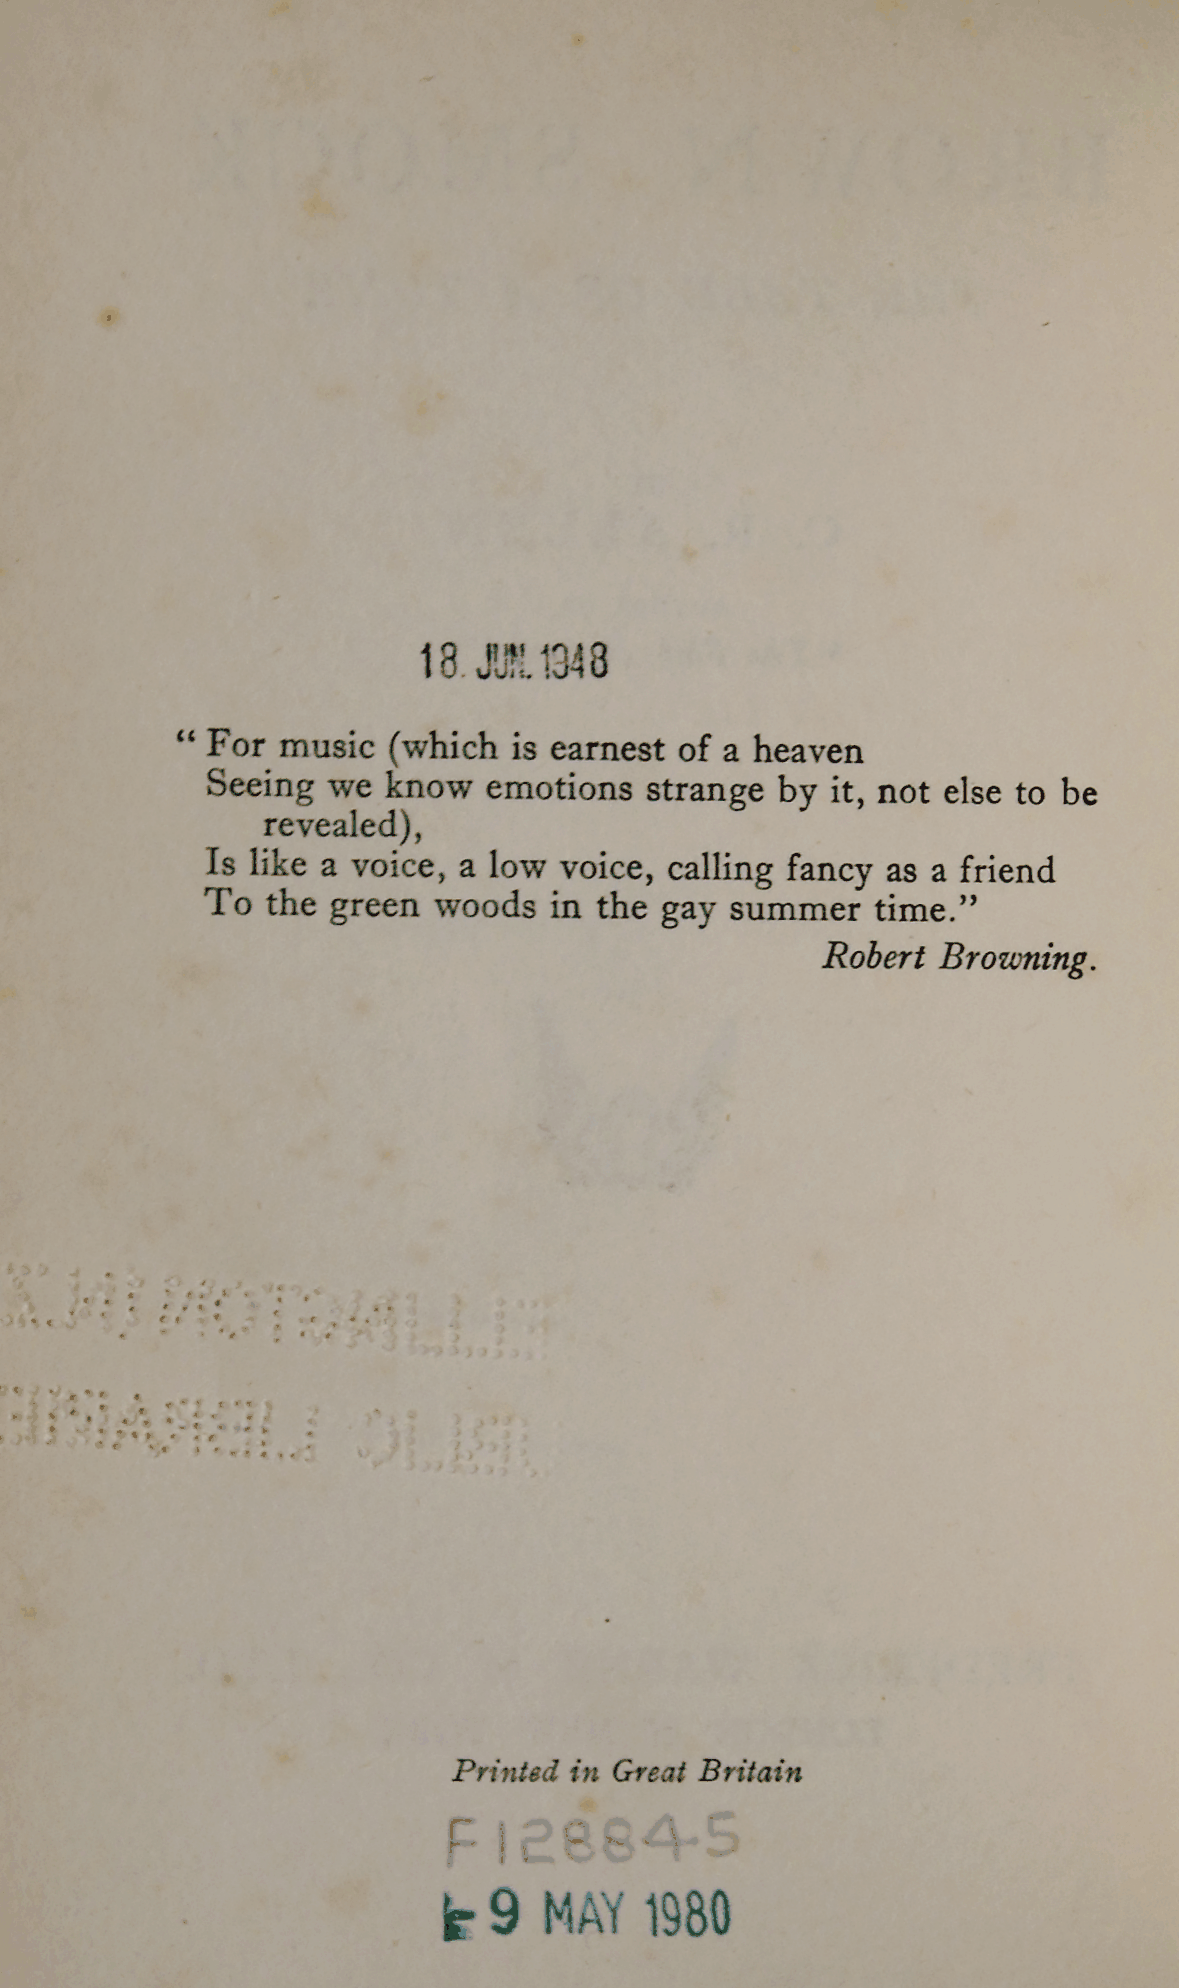 18. JUN. 1948
“ For music (which is earnest of a heaven
Seeing we know emotions strange by it, not else to be
revealed),
Is like a voice, a low voice, calling fancy as a friend
To the green woods in the gay summer time.”
Robert Browning.
Printed in Great Britain
F128845
9 MAY 1980